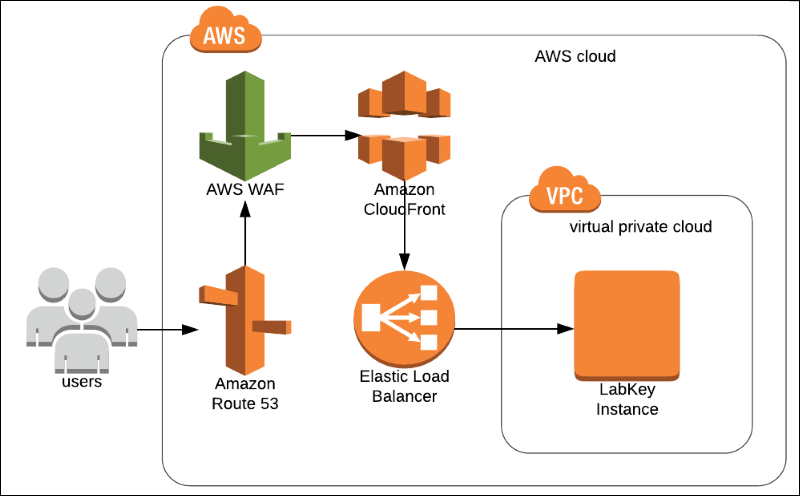 AWS
AWS cloud
AWS WAF
Amazon
CloudFront
VPC
virtual private cloud
users
Amazon
Route 53
Elastic Load
Balancer
LabKey
Instance